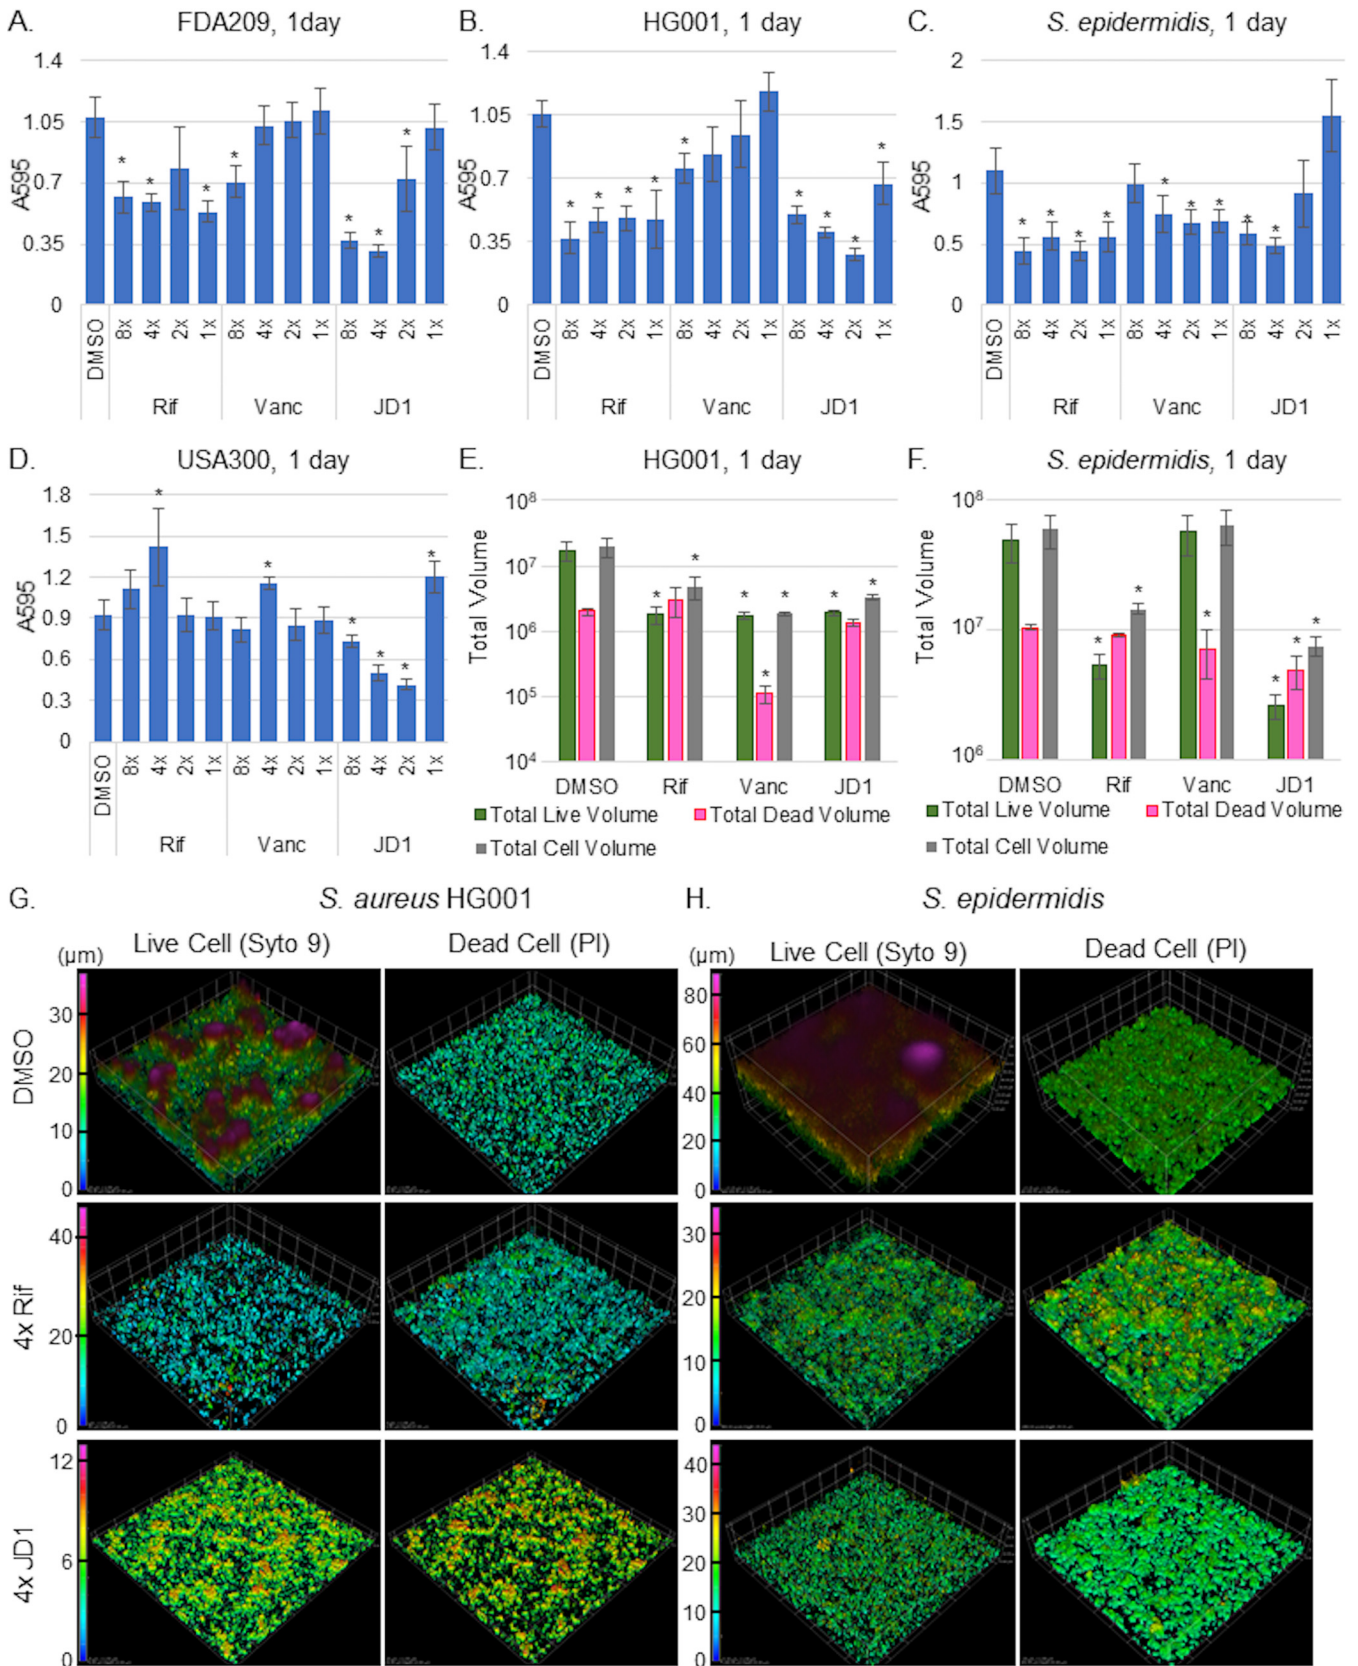 A. FDA209, 1day
B. HG001, 1 day
C. S. epidermidis, 1 day
1.4
1.05
0.7
0.35
0
A595
*
*
*
*
*
*
*
DMSO 8x 4x 2x 1x 8x 4x 2x 1x 8x 4x 2x 1x
Rif Vanc JD1
1.4
1.05
0.7
0.35
0
A595
*
*
*
*
*
*
*
*
*
DMSO 8x 4x 2x 1x 8x 4x 2x 1x 8x 4x 2x 1x
Rif Vanc JD1
2
1.5
1
0.5
0
A595
*
*
*
*
*
*
*
*
*
DMSO 8x 4x 2x 1x 8x 4x 2x 1x 8x 4x 2x 1x
Rif Vanc JD1
D. USA300, 1 day
E. HG001, 1 day
F. S. epidermidis, 1 day
1.8
1.5
1.2
0.9
0.6
0.3
0
A595
*
*
*
*
*
*
DMSO 8x 4x 2x 1x 8x 4x 2x 1x 8x 4x 2x 1x
Rif Vanc JD1
10⁸
10⁷
10⁶
10⁵
10⁴
Total Volume
*
*
*
*
*
*
*
DMSO Rif Vanc JD1
Total Live Volume Total Dead Volume
Total Cell Volume
10⁸
10⁷
10⁶
Total Volume
*
*
*
*
*
*
DMSO Rif Vanc JD1
Total Live Volume Total Dead Volume
Total Cell Volume
G. S. aureus HG001
H. S. epidermidis
(µm) Live Cell (Syto 9) Dead Cell (PI)
(µm) Live Cell (Syto 9) Dead Cell (PI)
DMSO
30
20
10
0
80
60
40
20
0
4x Rif
40
20
0
30
20
10
0
4x JD1
12
6
0
40
30
20
10
0